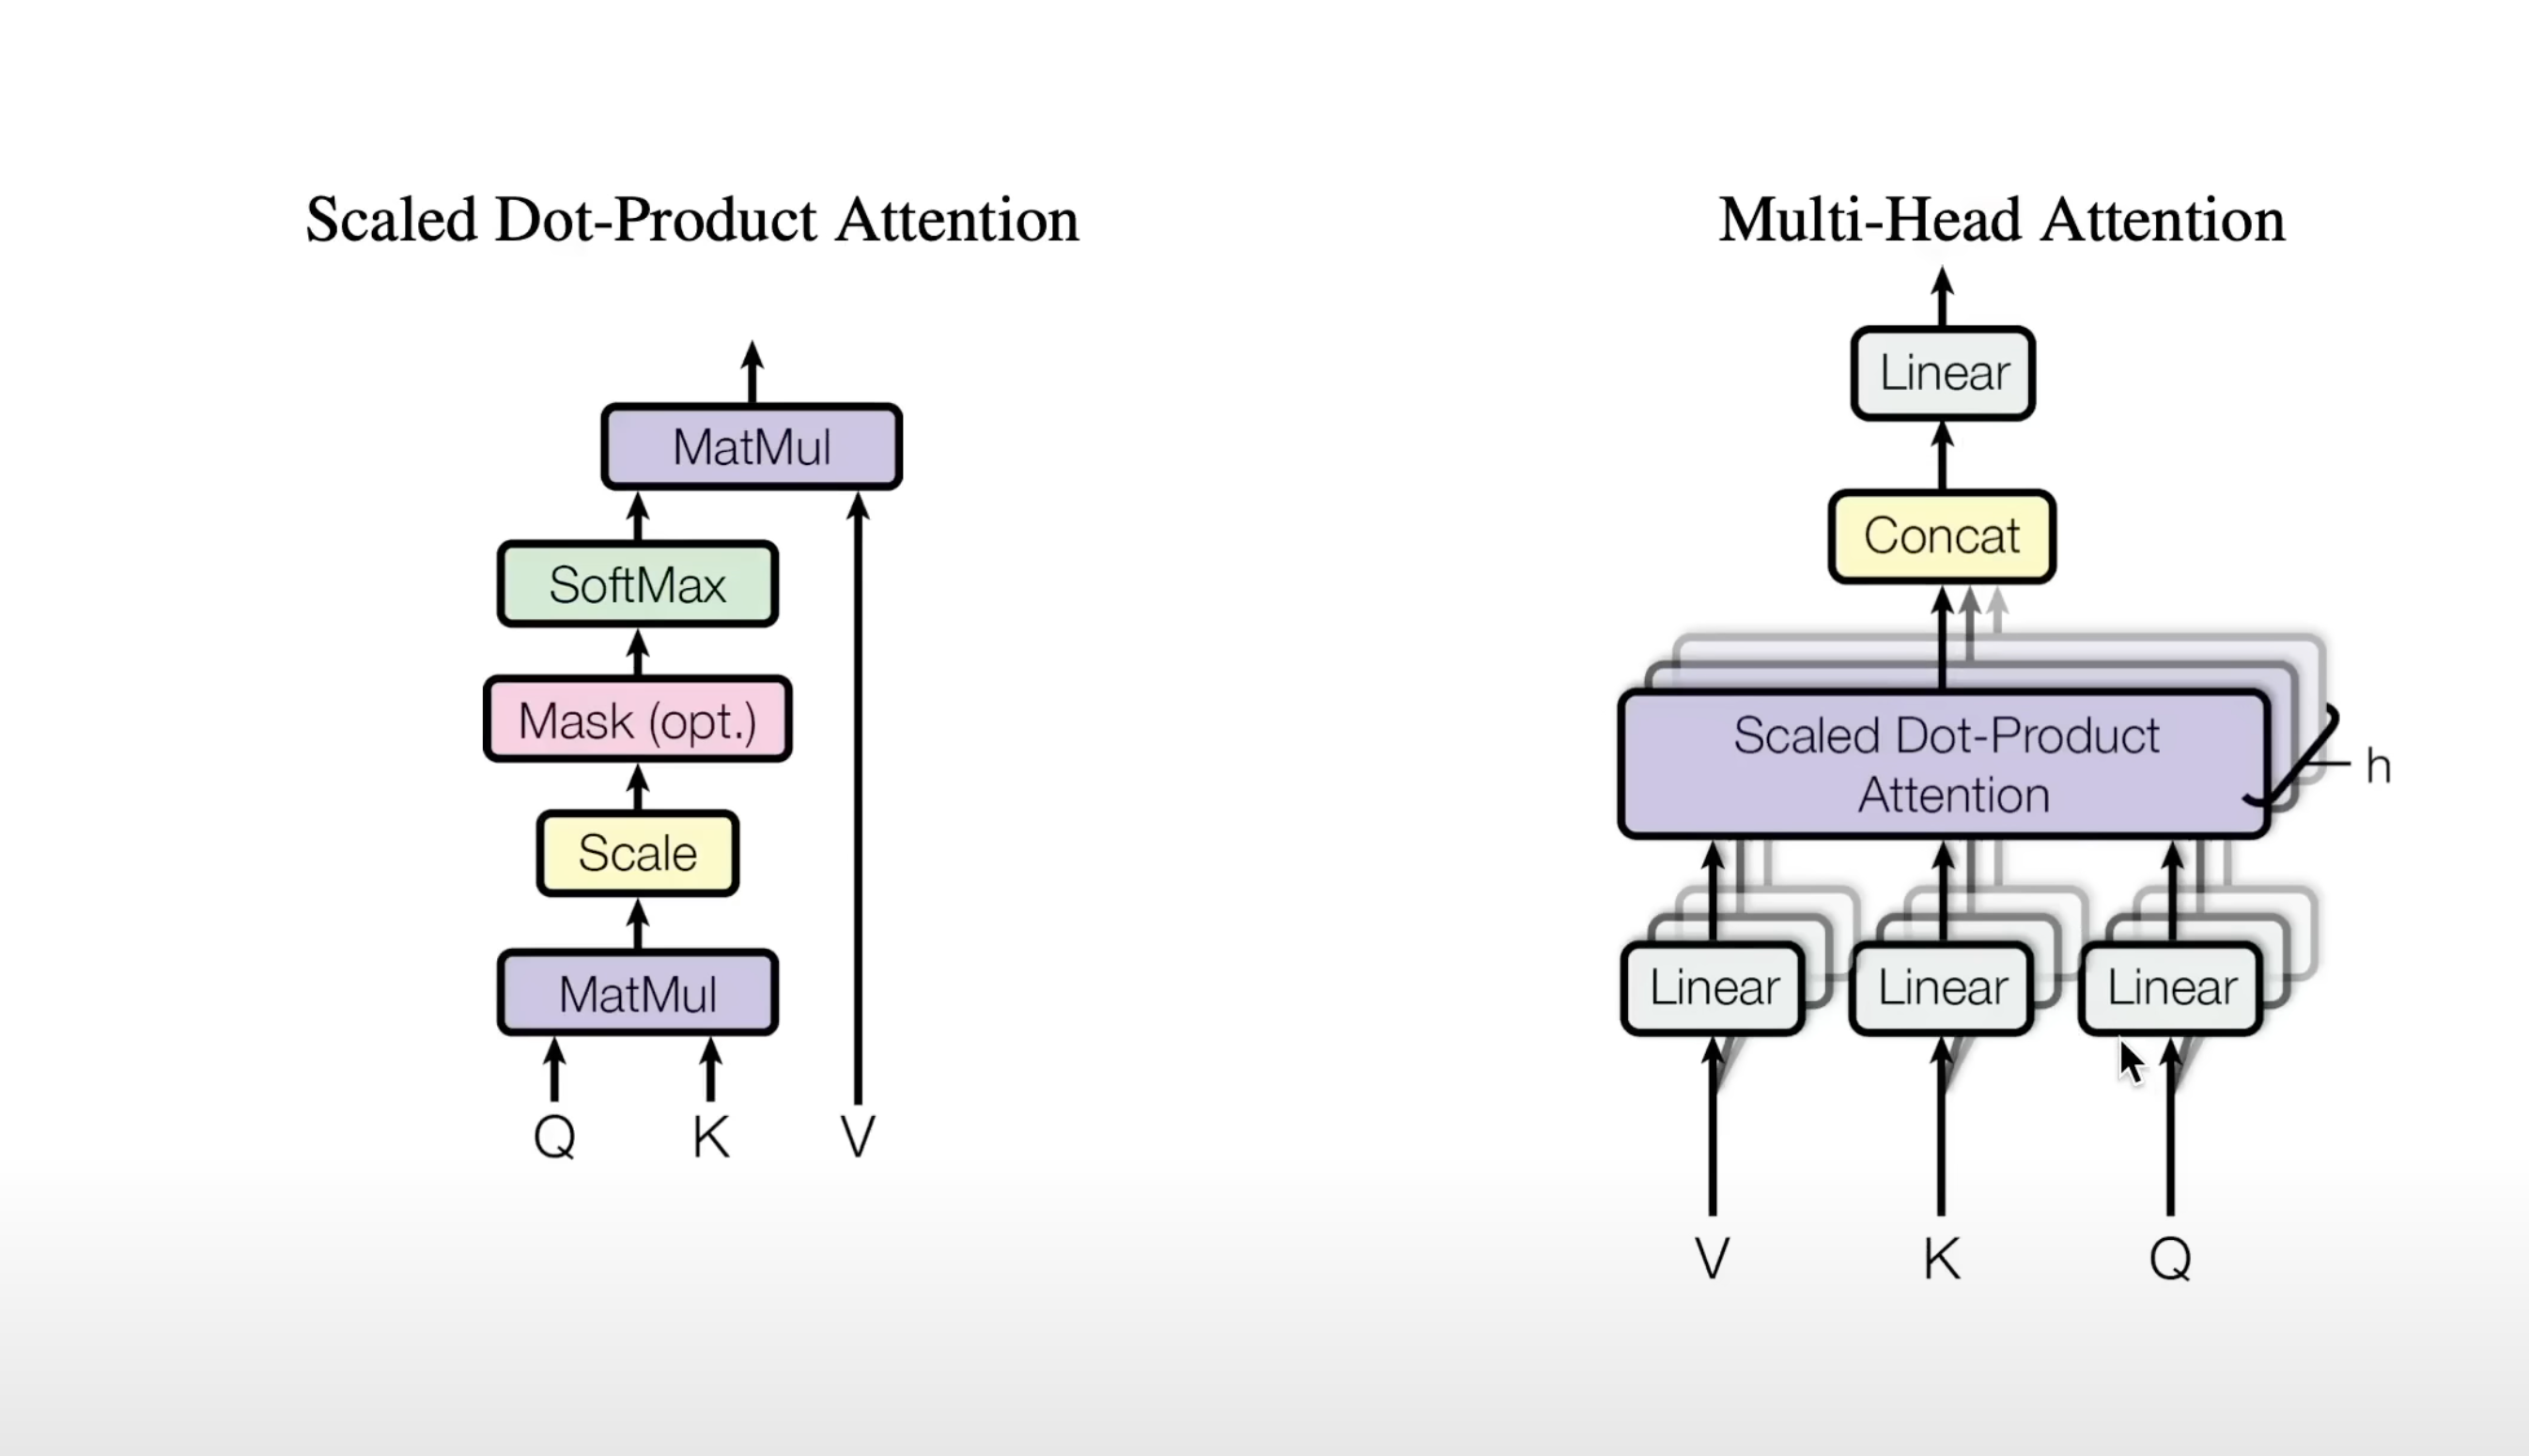 Scaled Dot-Product Attention
MatMul
SoftMax
Mask (opt.)
Scale
MatMul
Q K V
Multi-Head Attention
Linear
Concat
Scaled Dot-Product
Attention
h
Linear Linear Linear
V K Q